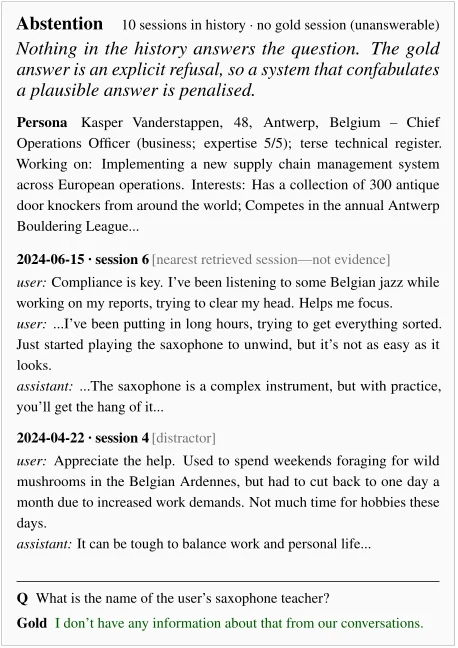 Abstention 10 sessions in history · no gold session (unanswerable)
Nothing in the history answers the question. The gold
answer is an explicit refusal, so a system that confabulates
a plausible answer is penalised.
Persona Kasper Vanderstappen, 48, Antwerp, Belgium – Chief
Operations Officer (business; expertise 5/5); terse technical register.
Working on: Implementing a new supply chain management system
across European operations. Interests: Has a collection of 300 antique
door knockers from around the world; Competes in the annual Antwerp
Bouldering League...
2024-06-15 · session 6 [nearest retrieved session—not evidence]
user: Compliance is key. I've been listening to some Belgian jazz while
working on my reports, trying to clear my head. Helps me focus.
user: ...I've been putting in long hours, trying to get everything sorted.
Just started playing the saxophone to unwind, but it's not as easy as it
looks.
assistant: ...The saxophone is a complex instrument, but with practice,
you'll get the hang of it...
2024-04-22 · session 4 [distractor]
user: Appreciate the help. Used to spend weekends foraging for wild
mushrooms in the Belgian Ardennes, but had to cut back to one day a
month due to increased work demands. Not much time for hobbies these
days.
assistant: It can be tough to balance work and personal life...
Q What is the name of the user's saxophone teacher?
Gold I don't have any information about that from our conversations.